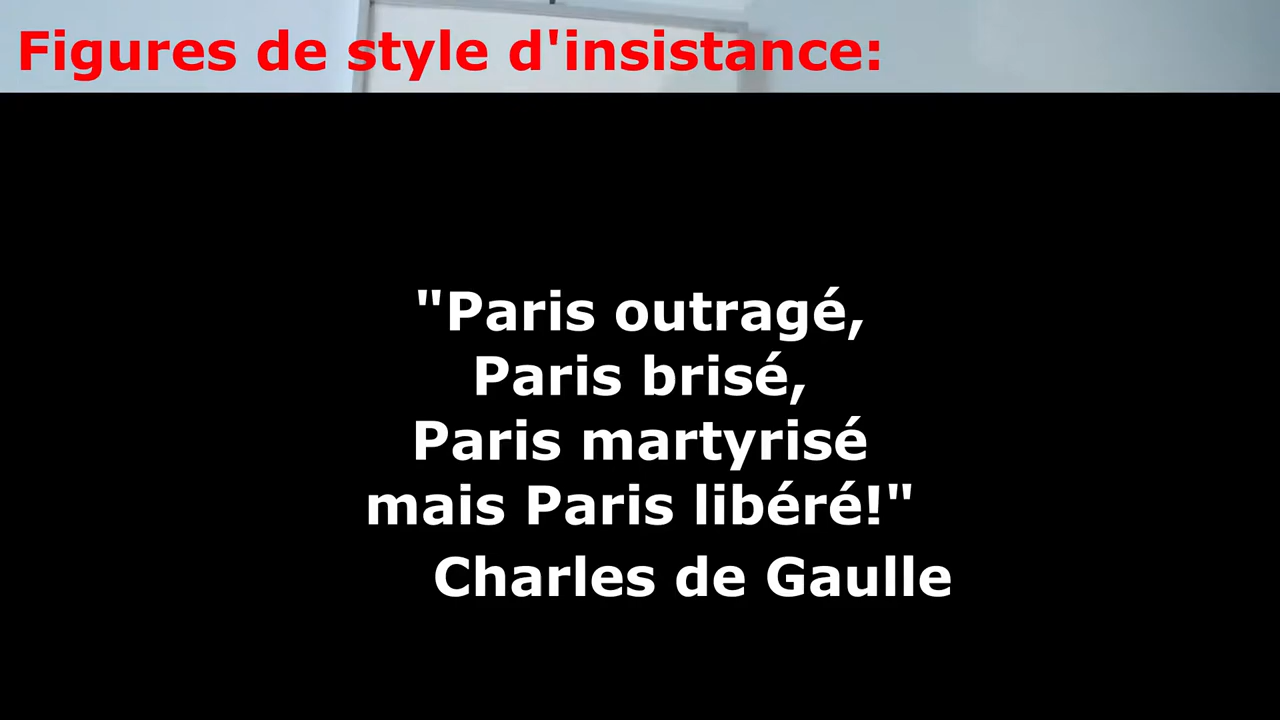 Figures de style d'insistance:
"Paris outragé,
Paris brisé,
Paris martyrisé
mais Paris libéré!"
Charles de Gaulle